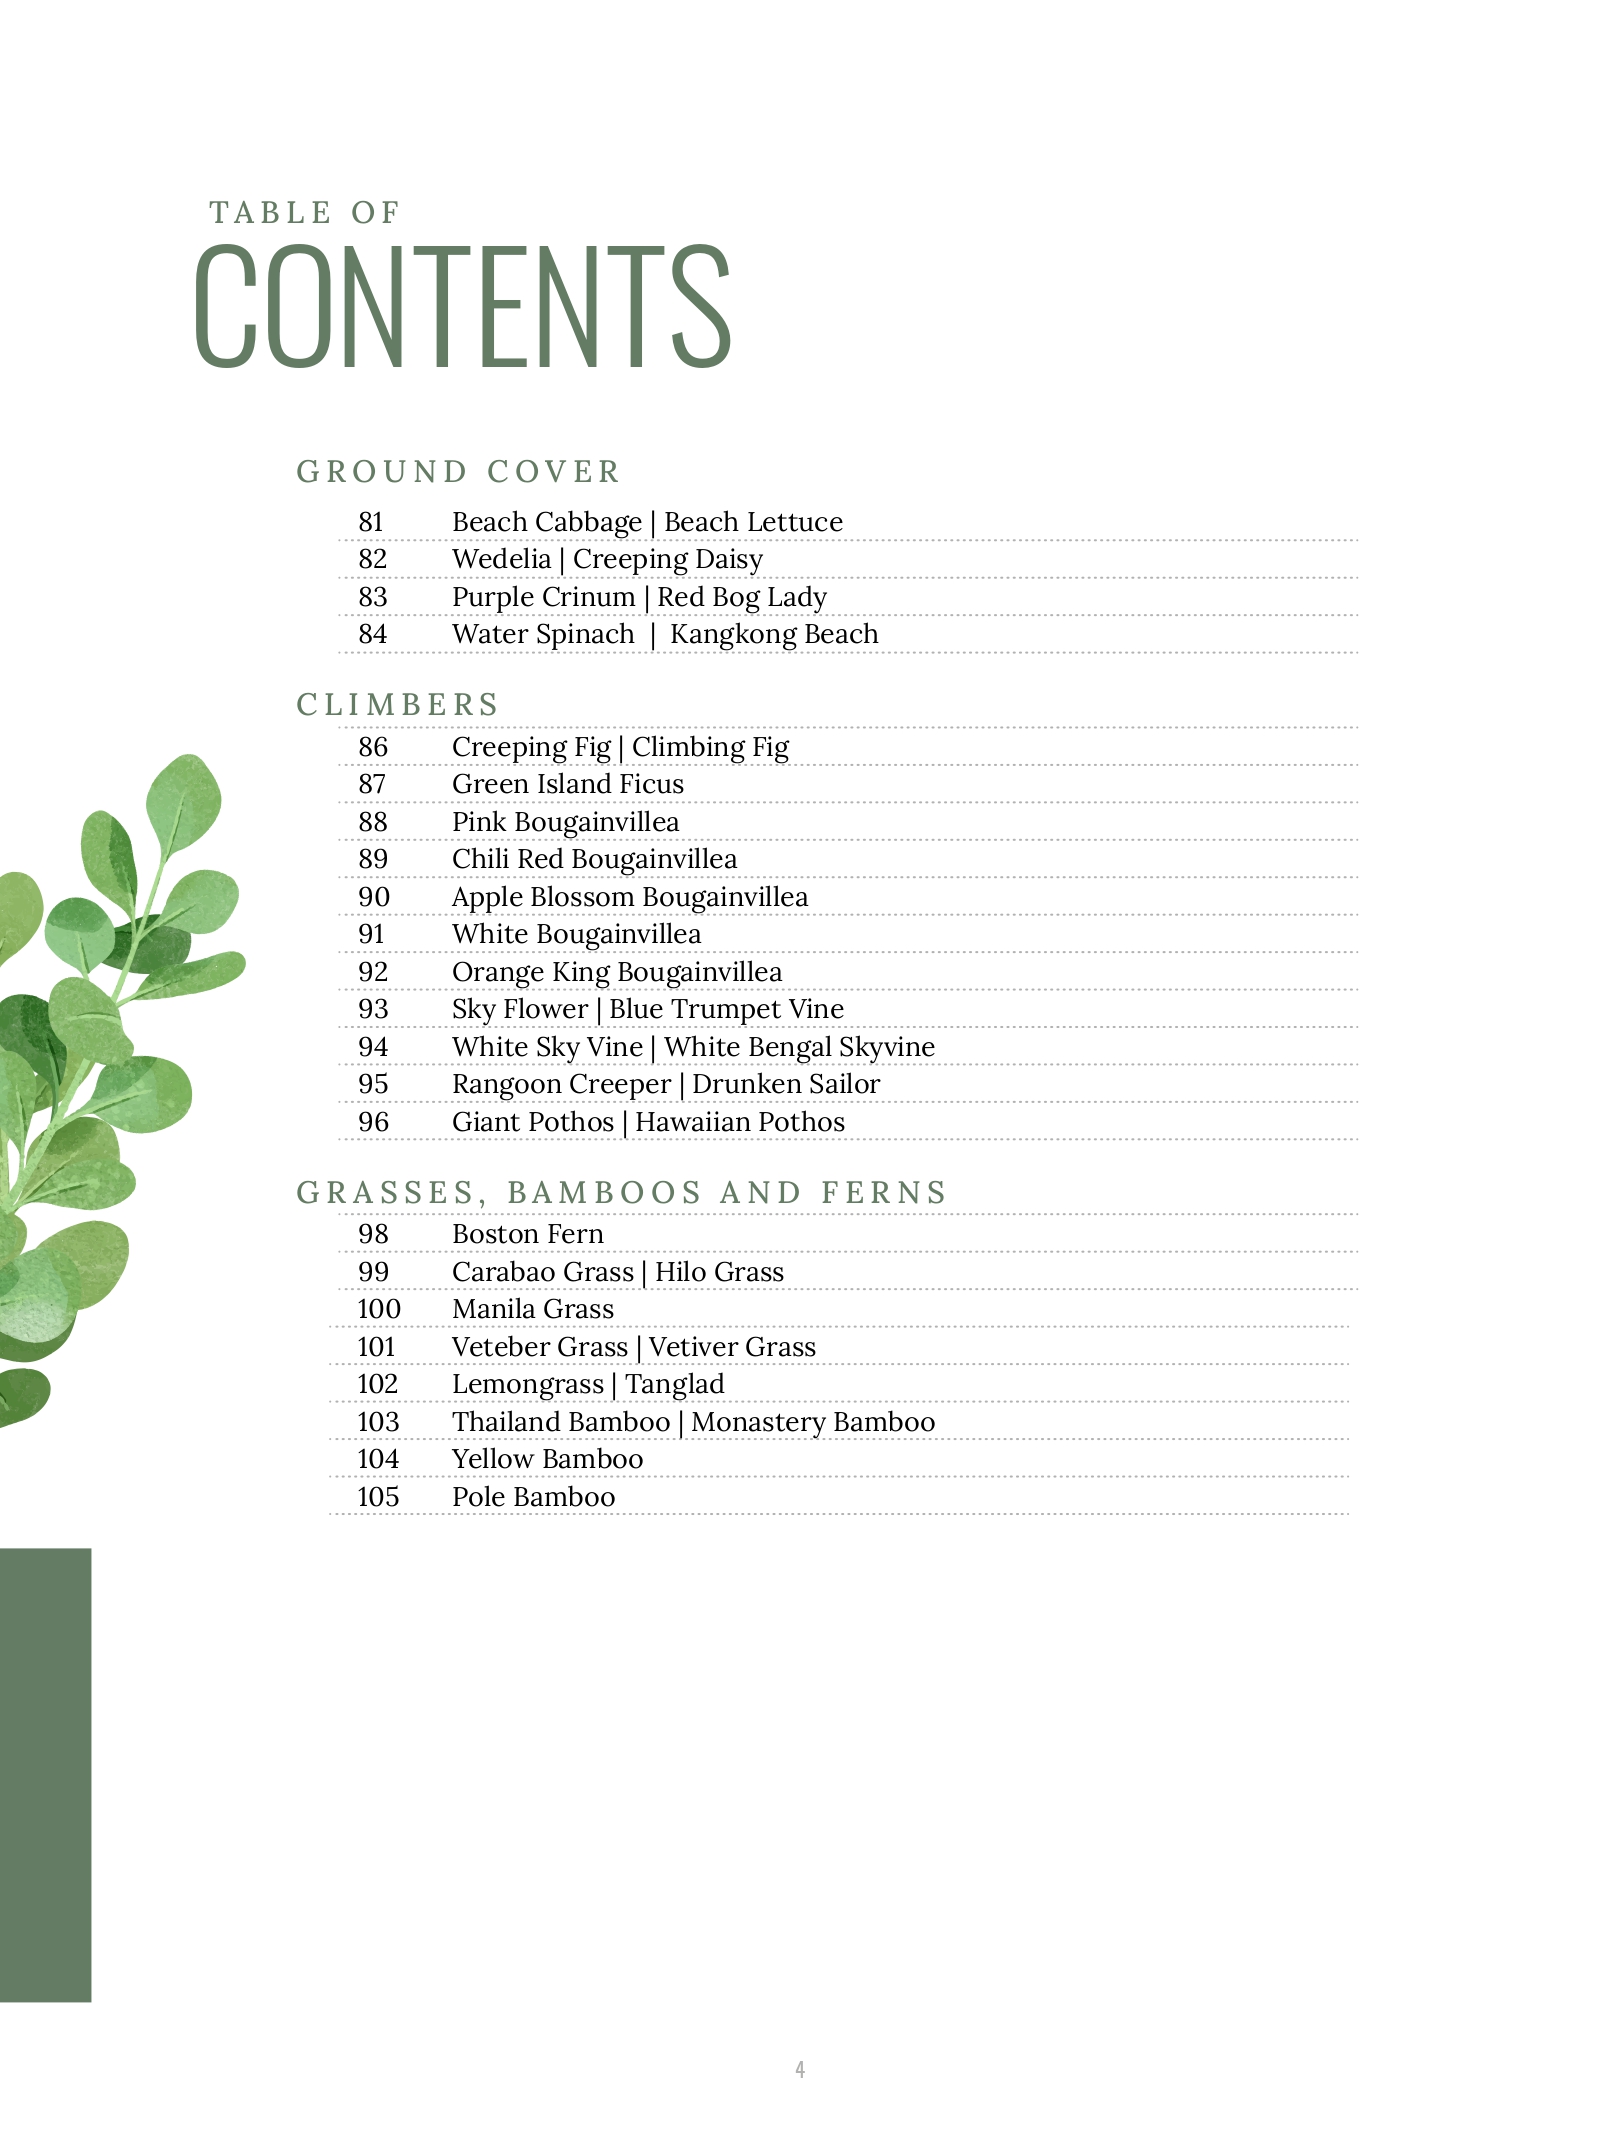 TABLE OF
CONTENTS
GROUND COVER
81 Beach Cabbage | Beach Lettuce
82 Wedelia | Creeping Daisy
83 Purple Crinum | Red Bog Lady
84 Water Spinach | Kangkong Beach
CLIMBERS
86 Creeping Fig | Climbing Fig
87 Green Island Ficus
88 Pink Bougainvillea
89 Chili Red Bougainvillea
90 Apple Blossom Bougainvillea
91 White Bougainvillea
92 Orange King Bougainvillea
93 Sky Flower | Blue Trumpet Vine
94 White Sky Vine | White Bengal Skyvine
95 Rangoon Creeper | Drunken Sailor
96 Giant Pothos | Hawaiian Pothos
GRASSES, BAMBOOS AND FERNS
98 Boston Fern
99 Carabao Grass | Hilo Grass
100 Manila Grass
101 Veteber Grass | Vetiver Grass
102 Lemongrass | Tanglad
103 Thailand Bamboo | Monastery Bamboo
104 Yellow Bamboo
105 Pole Bamboo
4